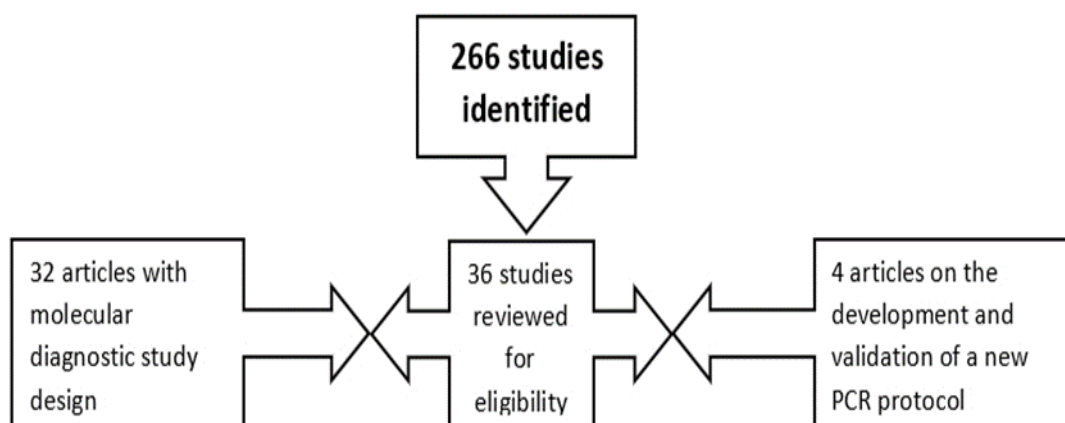 266 studies
identified
32 articles with
molecular
diagnostic study
design
36 studies
reviewed
for
eligibility
4 articles on the
development and
validation of a new
PCR protocol